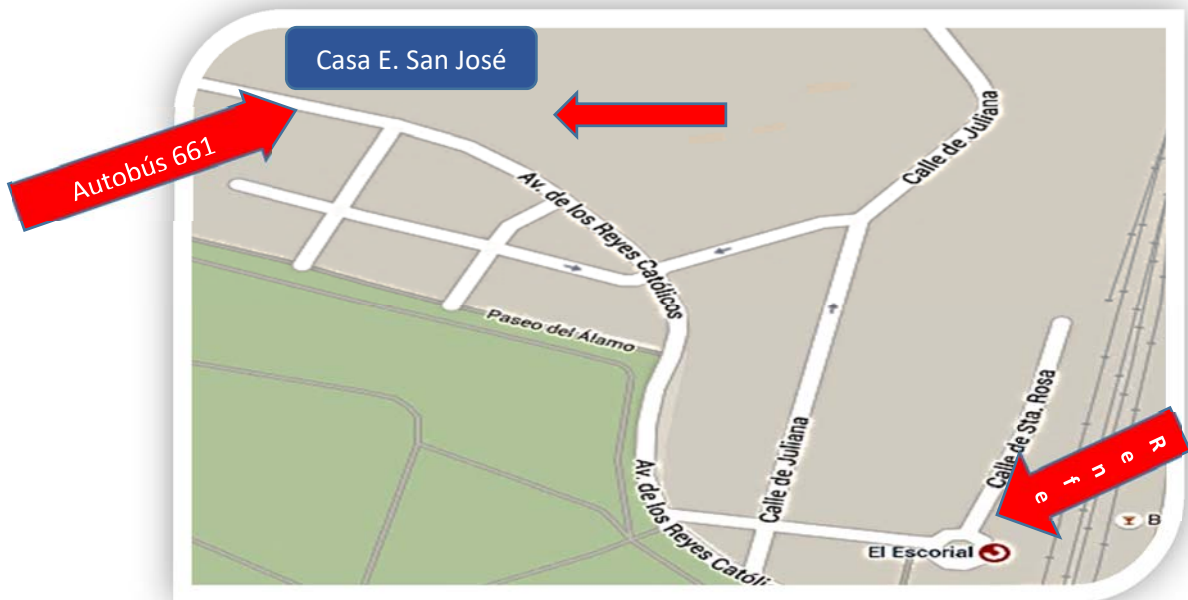 Casa E. San José
Autobús 661
Calle de Juliana
Av. de los Reyes Católicos
Paseo del Álamo
Calle de Sta. Rosa
Renfe
Calle de Juliana
Av. de los Reyes Católi
El Escorial
B